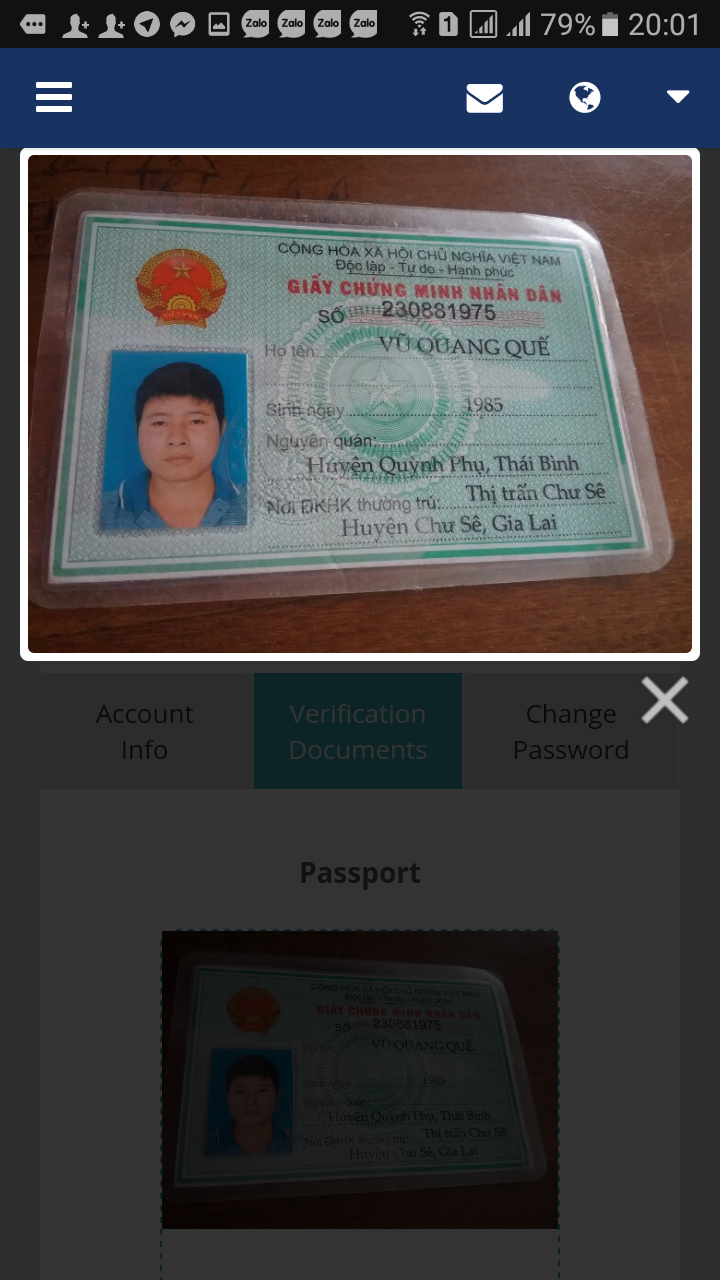 Zalo Zalo Zalo Zalo 1 79% 20:01
CỘNG HÒA XÃ HỘI CHỦ NGHĨA VIỆT NAM
Độc lập - Tự do - Hạnh phúc
GIẤY CHỨNG MINH NHÂN DÂN
SỐ 230881975
Họ tên: VŨ QUANG QUẾ
Sinh ngày 1985
Nguyên quán:
Huyện Quỳnh Phụ, Thái Bình
Nơi ĐKHK thường trú: Thị trấn Chư Sê
Huyện Chư Sê, Gia Lai
VIỆT NAM
Account
Info
Verification
Documents
Change
Password
Passport
CỘNG HÒA XÃ HỘI CHỦ NGHĨA VIỆT NAM
Độc lập - Tự do - Hạnh phúc
GIẤY CHỨNG MINH NHÂN DÂN
SỐ 230881975
Họ tên: VŨ QUANG QUẾ
Sinh ngày 1985
Nguyên quán:
Huyện Quỳnh Phụ, Thái Bình
Nơi ĐKHK thường trú: Thị trấn Chư Sê
Huyện Chư Sê, Gia Lai